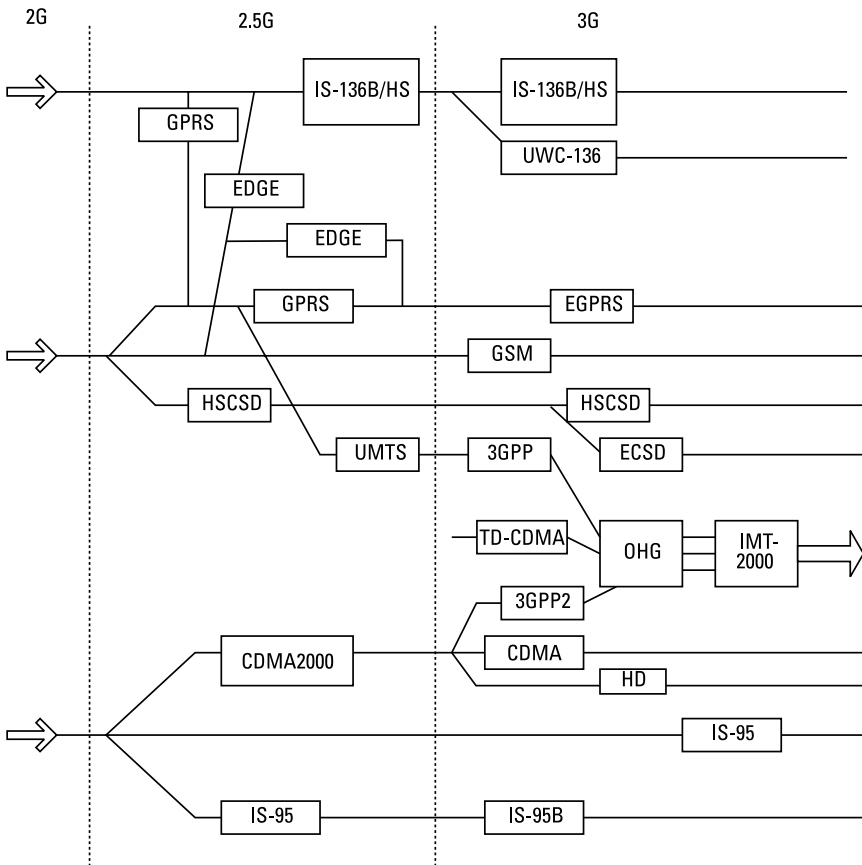 2G
2.5G
3G
IS-136B/HS
IS-136B/HS
GPRS
UWC-136
EDGE
EDGE
GPRS
EGPRS
GSM
HSCSD
HSCSD
UMTS
3GPP
ECSD
TD-CDMA
OHG
IMT-
2000
3GPP2
CDMA2000
CDMA
HD
IS-95
IS-95
IS-95B